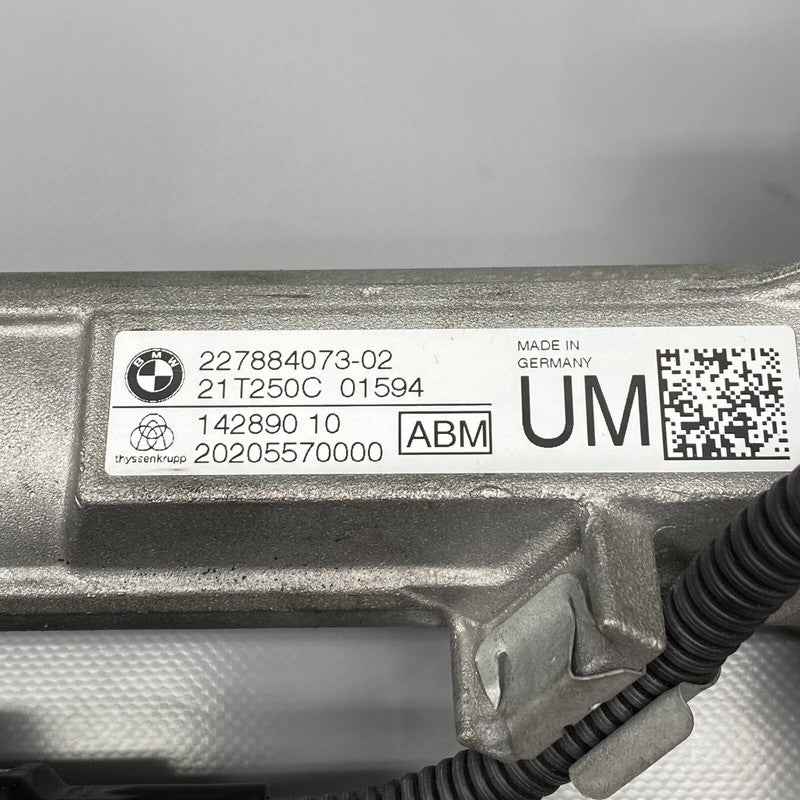 BMW
227884073-02
21T250C 01594
thyssenkrupp
142890 10
20205570000
ABM
MADE IN
GERMANY
UM